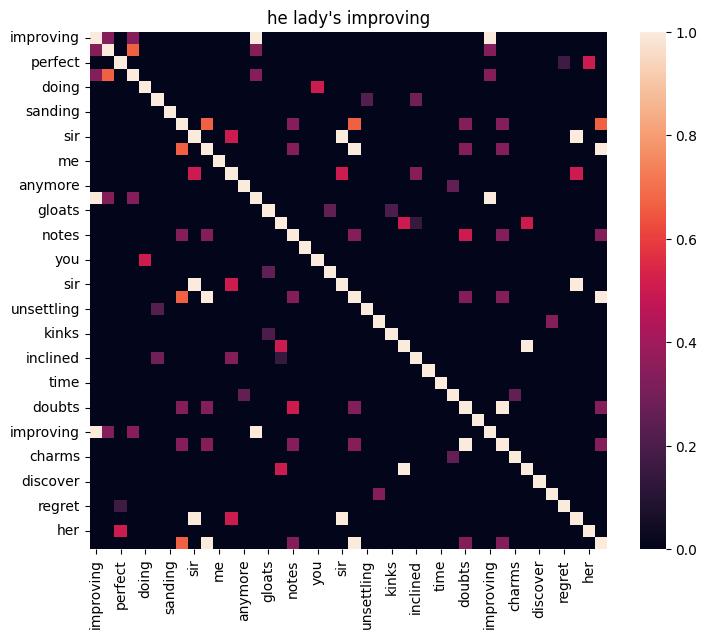 he lady's improving
improving
perfect
doing
sanding
sir
me
anymore
gloats
notes
you
sir
unsettling
kinks
inclined
time
doubts
improving
charms
discover
regret
her
1.0
0.8
0.6
0.4
0.2
0.0
improving
perfect
doing
sanding
sir
me
anymore
gloats
notes
you
sir
unsettling
kinks
inclined
time
doubts
improving
charms
discover
regret
her